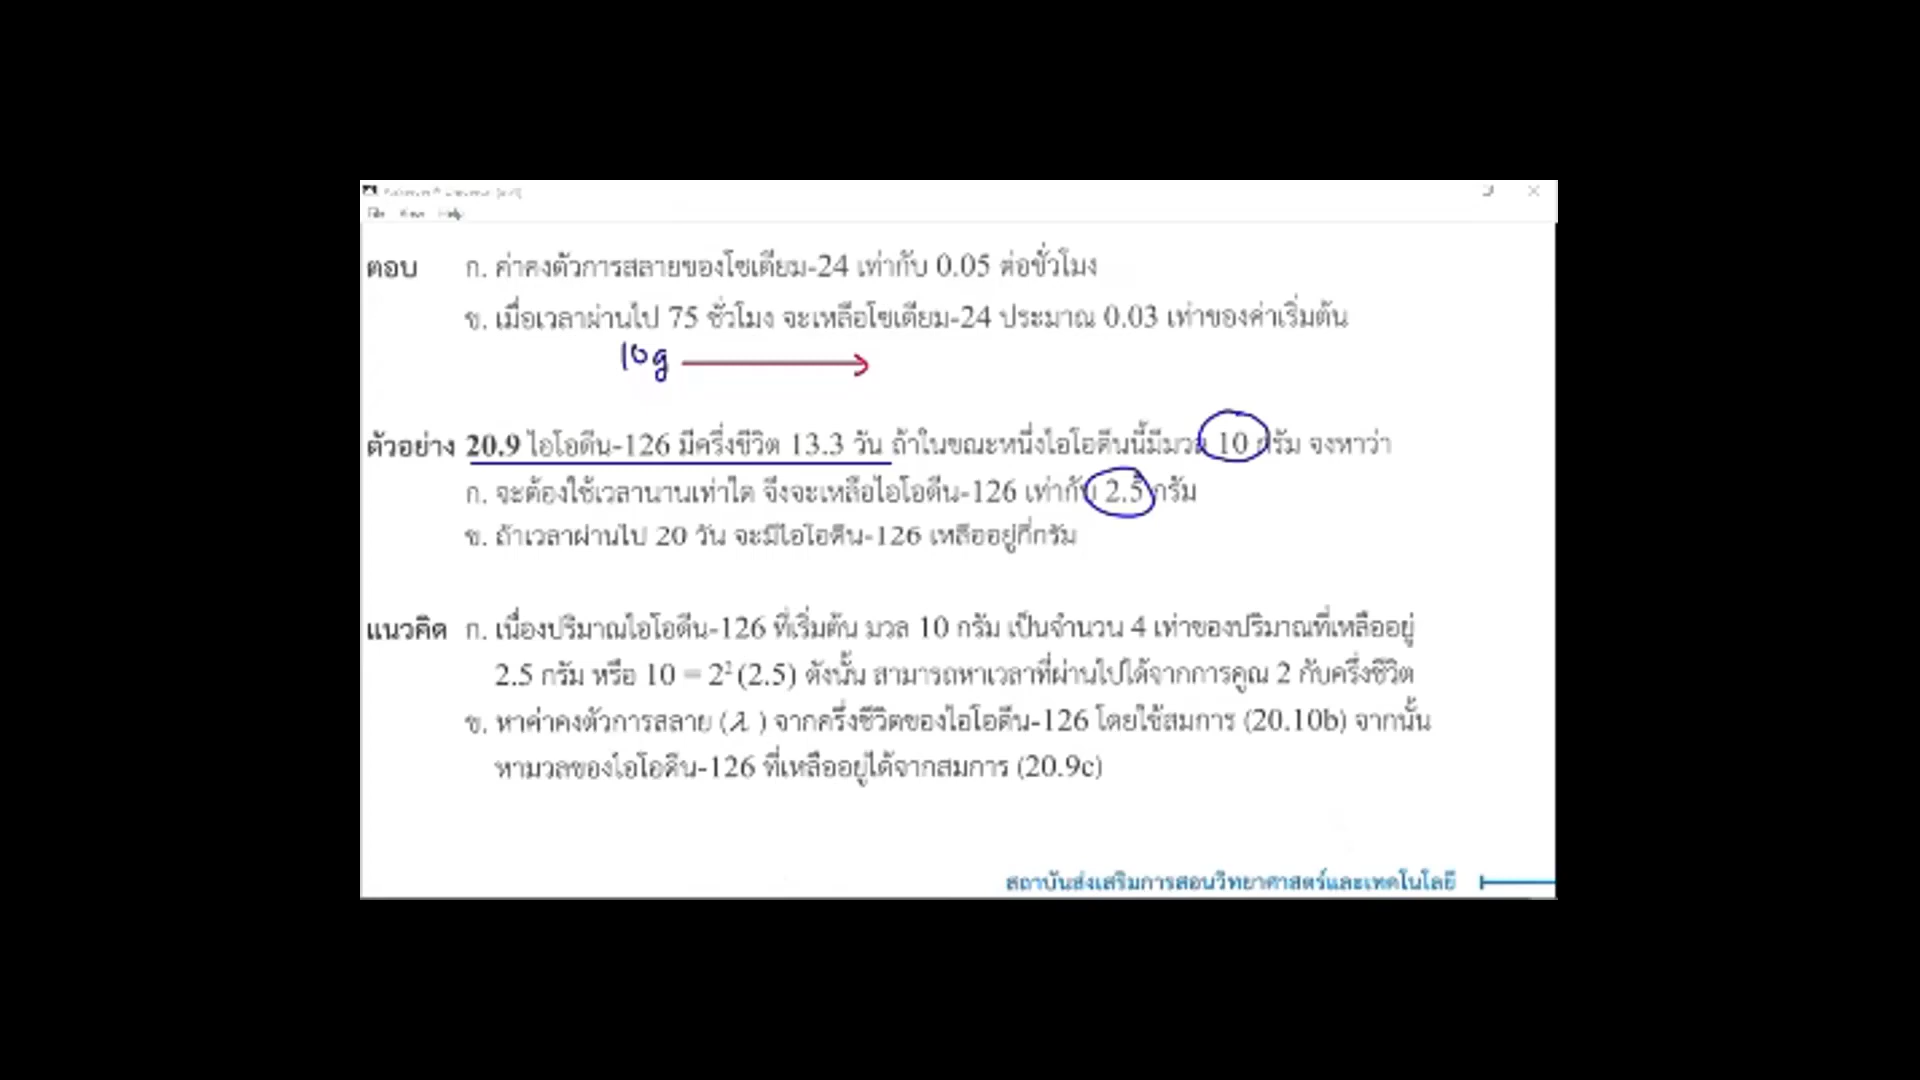 File View Help
ตอบ ก. ค่าคงตัวการสลายของโซเดียม-24 เท่ากับ 0.05 ต่อชั่วโมง
ข. เมื่อเวลาผ่านไป 75 ชั่วโมง จะเหลือโซเดียม-24 ประมาณ 0.03 เท่าของค่าเริ่มต้น
10g
ตัวอย่าง 20.9 ไอโอดีน-126 มีครึ่งชีวิต 13.3 วัน ถ้าในขณะหนึ่งไอโอดีนนี้มีมวล 10 กรัม จงหาว่า
ก. จะต้องใช้เวลานานเท่าใด จึงจะเหลือไอโอดีน-126 เท่ากับ 2.5 กรัม
ข. ถ้าเวลาผ่านไป 20 วัน จะมีไอโอดีน-126 เหลืออยู่กี่กรัม
แนวคิด ก. เนื่องปริมาณไอโอดีน-126 ที่เริ่มต้น มวล 10 กรัม เป็นจำนวน 4 เท่าของปริมาณที่เหลืออยู่
2.5 กรัม หรือ 10 = 2² (2.5) ดังนั้น สามารถหาเวลาที่ผ่านไปได้จากการคูณ 2 กับครึ่งชีวิต
ข. หาค่าคงตัวการสลาย (λ ) จากครึ่งชีวิตของไอโอดีน-126 โดยใช้สมการ (20.10b) จากนั้น
หามวลของไอโอดีน-126 ที่เหลืออยู่ได้จากสมการ (20.9c)
สถาบันส่งเสริมการสอนวิทยาศาสตร์และเทคโนโลยี